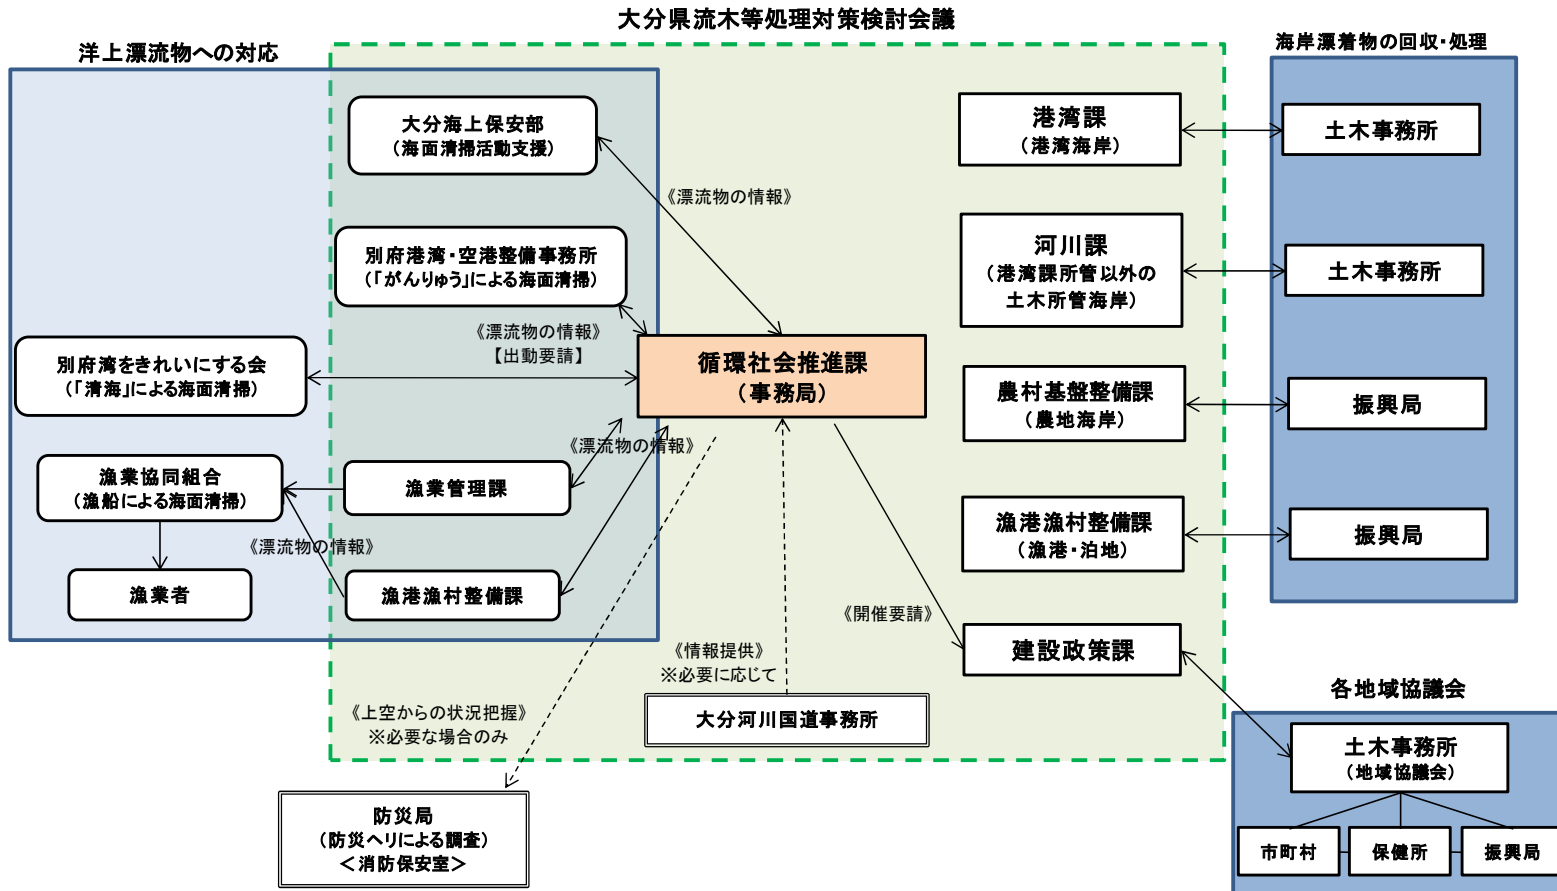 大分県流木等処理対策検討会議
洋上漂流物への対応
海岸漂着物の回収・処理
大分海上保安部
(海面清掃活動支援)
《漂流物の情報》
別府港湾・空港整備事務所
(「がんりゅう」による海面清掃)
《漂流物の情報》
【出動要請】
別府湾をきれいにする会
(「清海」による海面清掃)
循環社会推進課
(事務局)
《漂流物の情報》
漁業協同組合
(漁船による海面清掃)
漁業管理課
《漂流物の情報》
漁業者
漁港漁村整備課
港湾課
(港湾海岸)
土木事務所
河川課
(港湾課所管以外の
土木所管海岸)
土木事務所
農村基盤整備課
(農地海岸)
振興局
漁港漁村整備課
(漁港・泊地)
振興局
《開催要請》
建設政策課
《情報提供》
※必要に応じて
大分河川国道事務所
《上空からの状況把握》
※必要な場合のみ
防災局
(防災ヘリによる調査)
<消防保安室>
各地域協議会
土木事務所
(地域協議会)
市町村
保健所
振興局